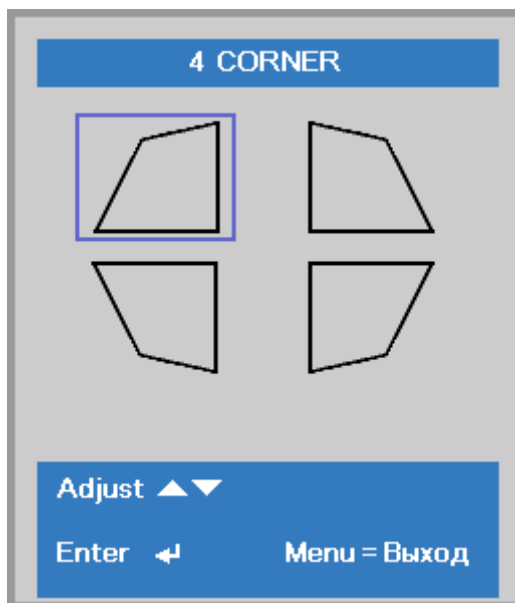 4 CORNER
Adjust ▲▼
Enter ↵
Menu = Выход